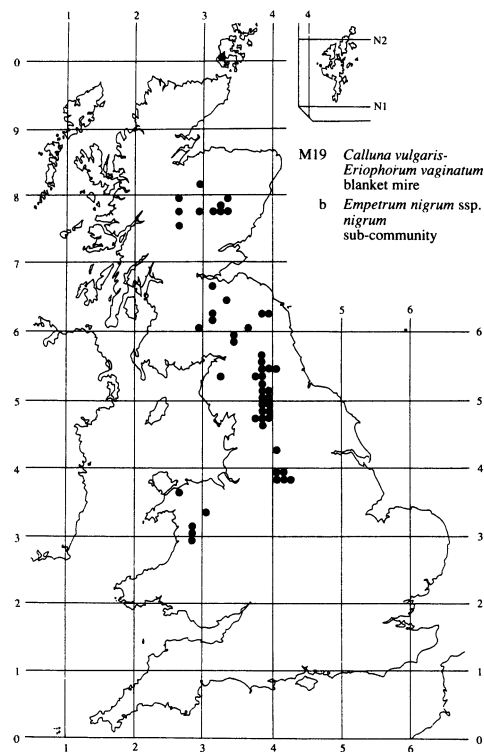 1 2 3 4 4
N2
0
N1
9
M19 Calluna vulgaris-
Eriophorum vaginatum
blanket mire
8
b Empetrum nigrum ssp.
nigrum
sub-community
7
5 6
6 6
5 5
4 4
3 3
2 2
1 1
0 0
1 2 3 4 5 6